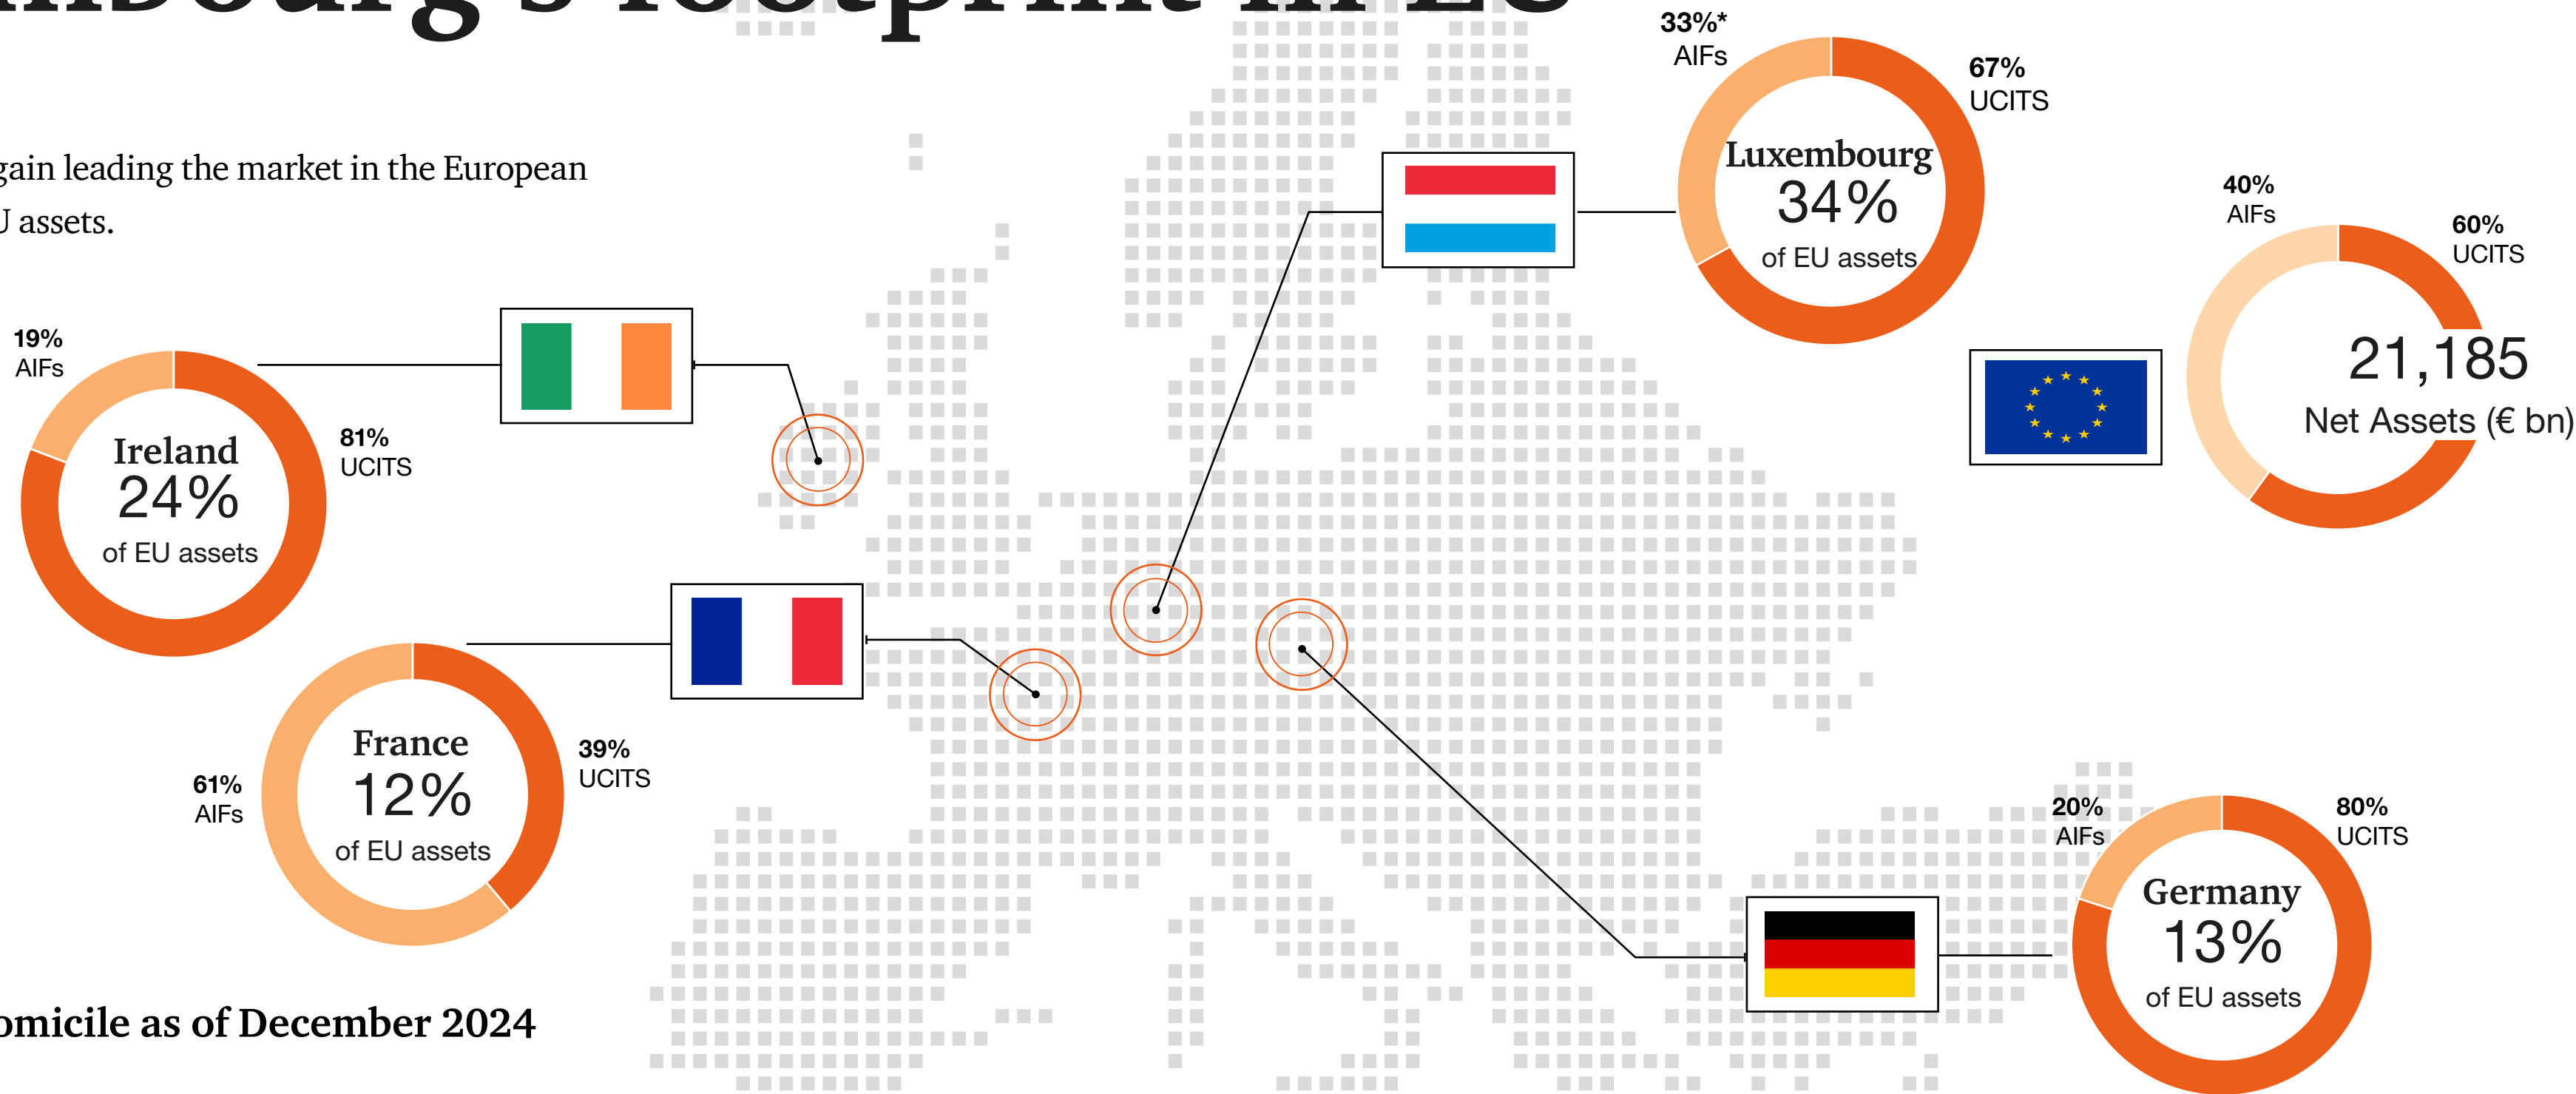 footprint in EU
gain leading the market in the European
assets.
19%
AIFs
81%
UCITS
Ireland
24%
of EU assets
61%
AIFs
39%
UCITS
France
12%
of EU assets
33%*
AIFs
67%
UCITS
Luxembourg
34%
of EU assets
40%
AIFs
60%
UCITS
21,185
Net Assets (€ bn)
20%
AIFs
80%
UCITS
Germany
13%
of EU assets
omicile as of December 2024